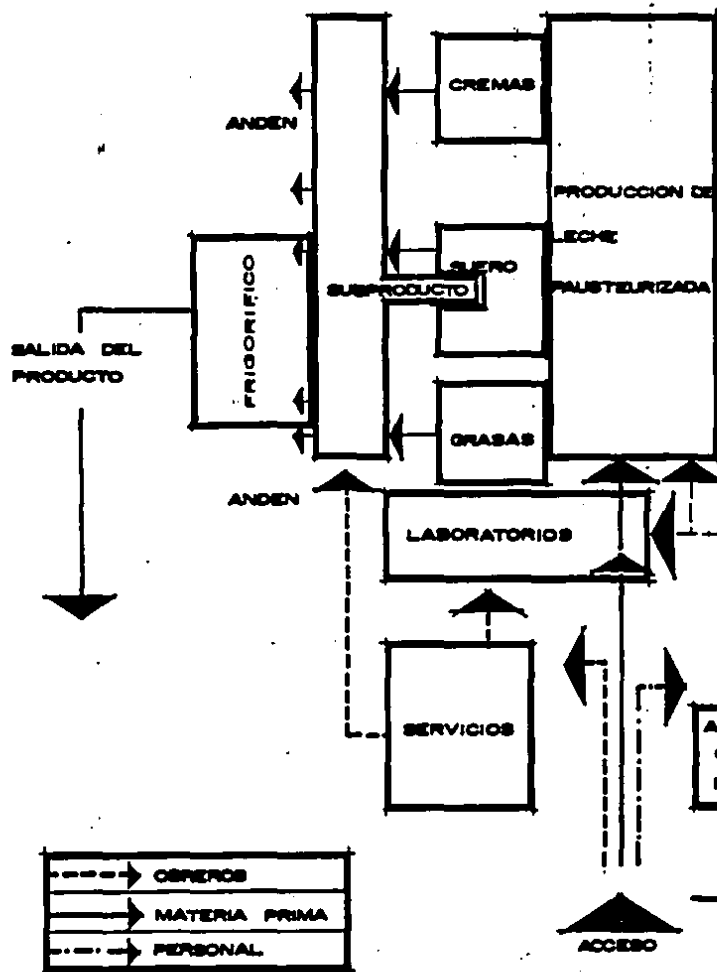 CREMAS
ANDEN
PRODUCCION DE
LECHE
PAUSTEURIZADA
SUERO
SUBPRODUCTO
FRIGORIFICO
SALIDA DEL
PRODUCTO
GRASAS
ANDEN
LABORATORIOS
SERVICIOS
A
OBREROS
MATERIA PRIMA
PERSONAL
ACCESO